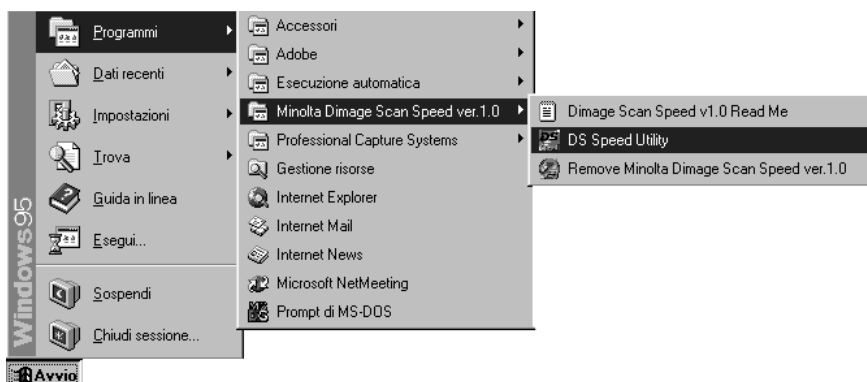 Programmi
Dati recenti
Impostazioni
Trova
Guida in linea
Esegui...
Sospendi
Chiudi sessione...
Windows95
Avvio
Accessori
Adobe
Esecuzione automatica
Minolta Dimage Scan Speed ver.1.0
Professional Capture Systems
Gestione risorse
Internet Explorer
Internet Mail
Internet News
Microsoft NetMeeting
Prompt di MS-DOS
Dimage Scan Speed v1.0 Read Me
DS Speed Utility
Remove Minolta Dimage Scan Speed ver.1.0